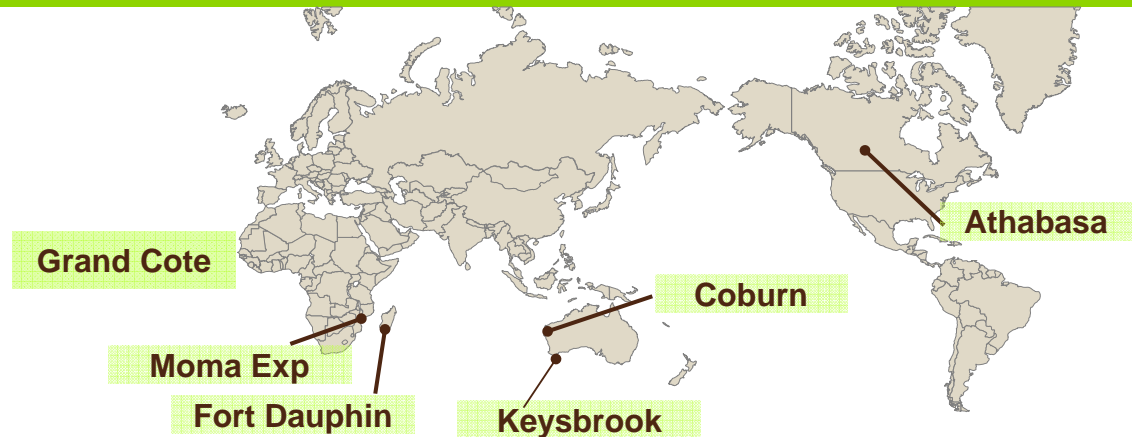 Athabasa
Grand Cote
Coburn
Moma Exp
Fort Dauphin
Keysbrook